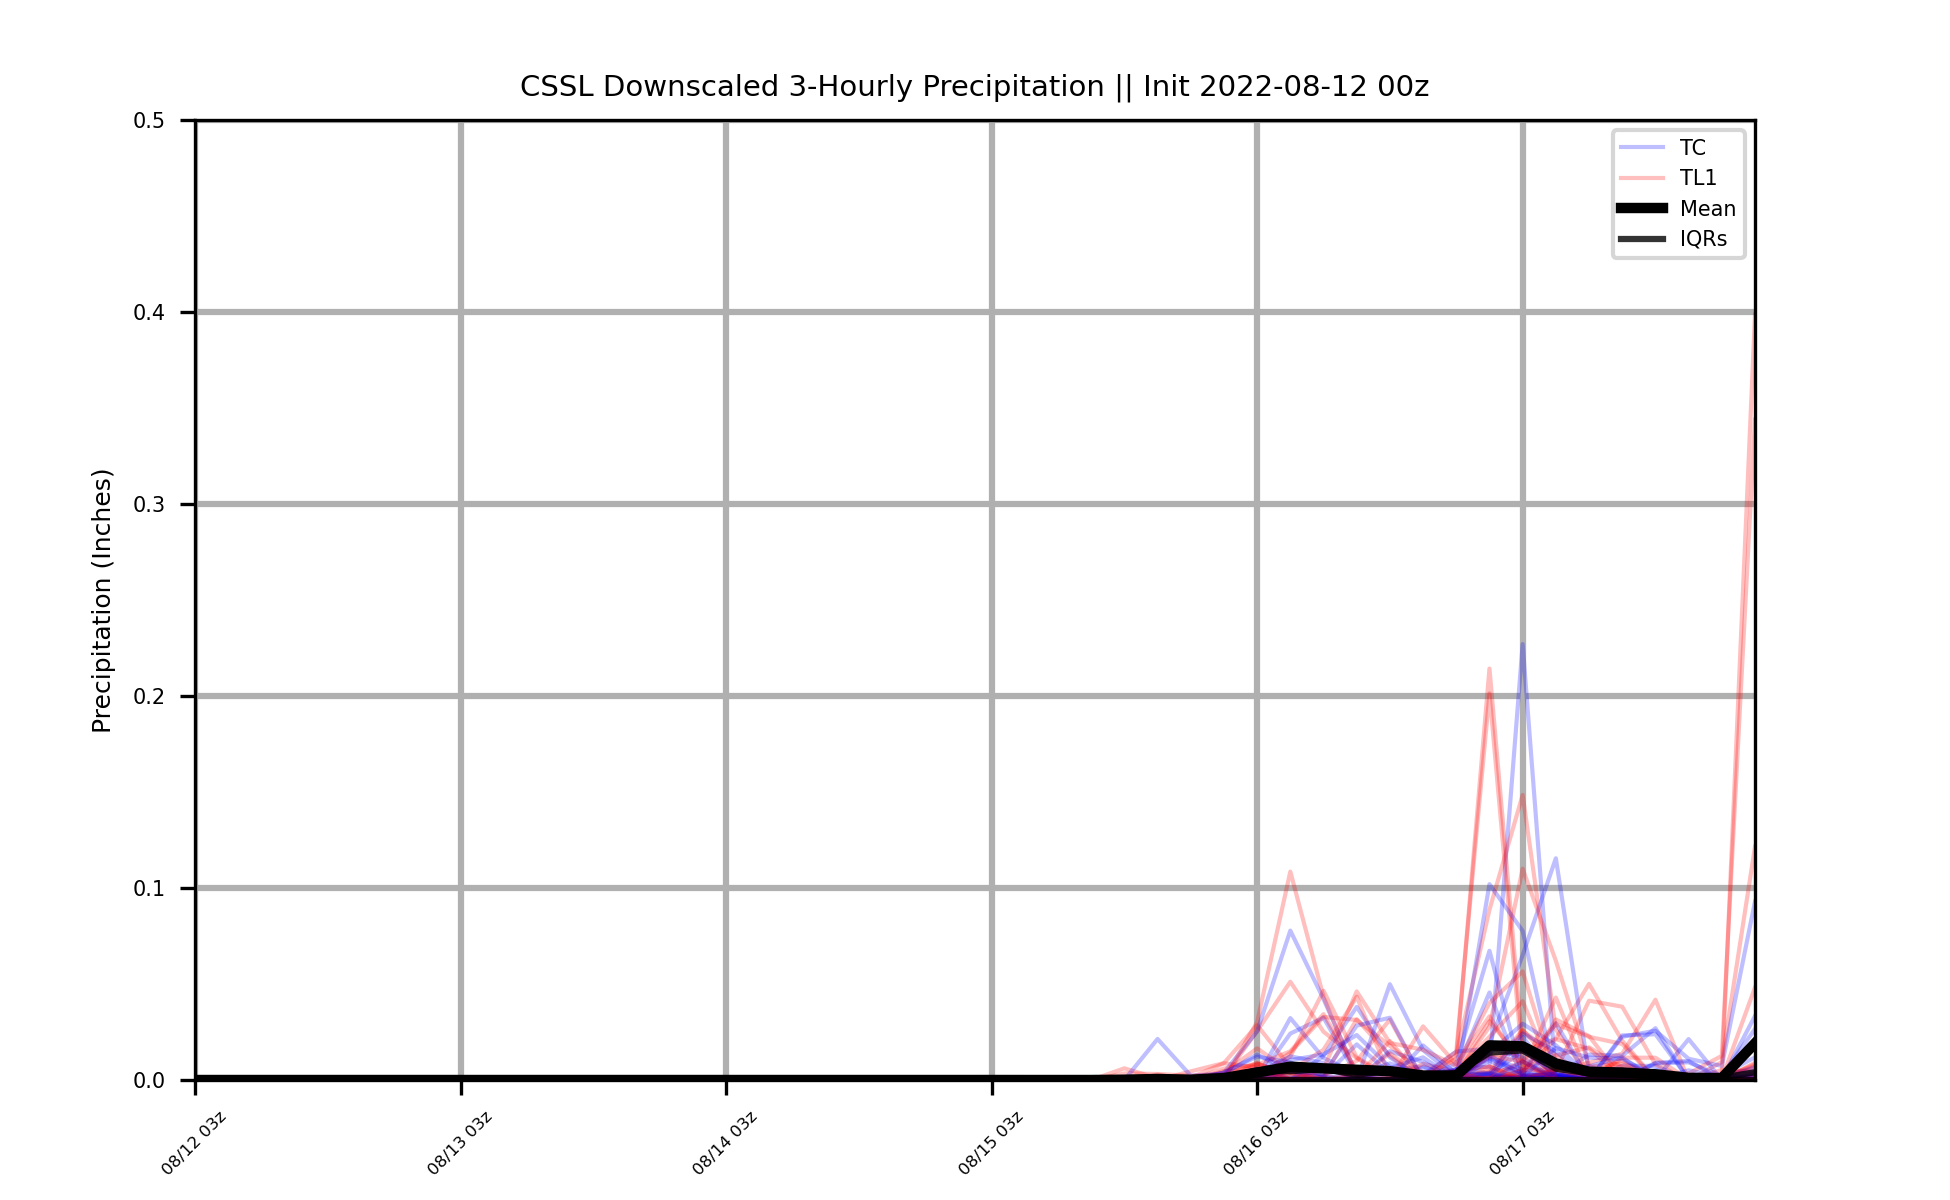 CSSL Downscaled 3-Hourly Precipitation || Init 2022-08-12 00z
0.5
0.4
0.3
0.2
0.1
0.0
Precipitation (Inches)
TC
TL1
Mean
IQRs
08/12 03z
08/13 03z
08/14 03z
08/15 03z
08/16 03z
08/17 03z